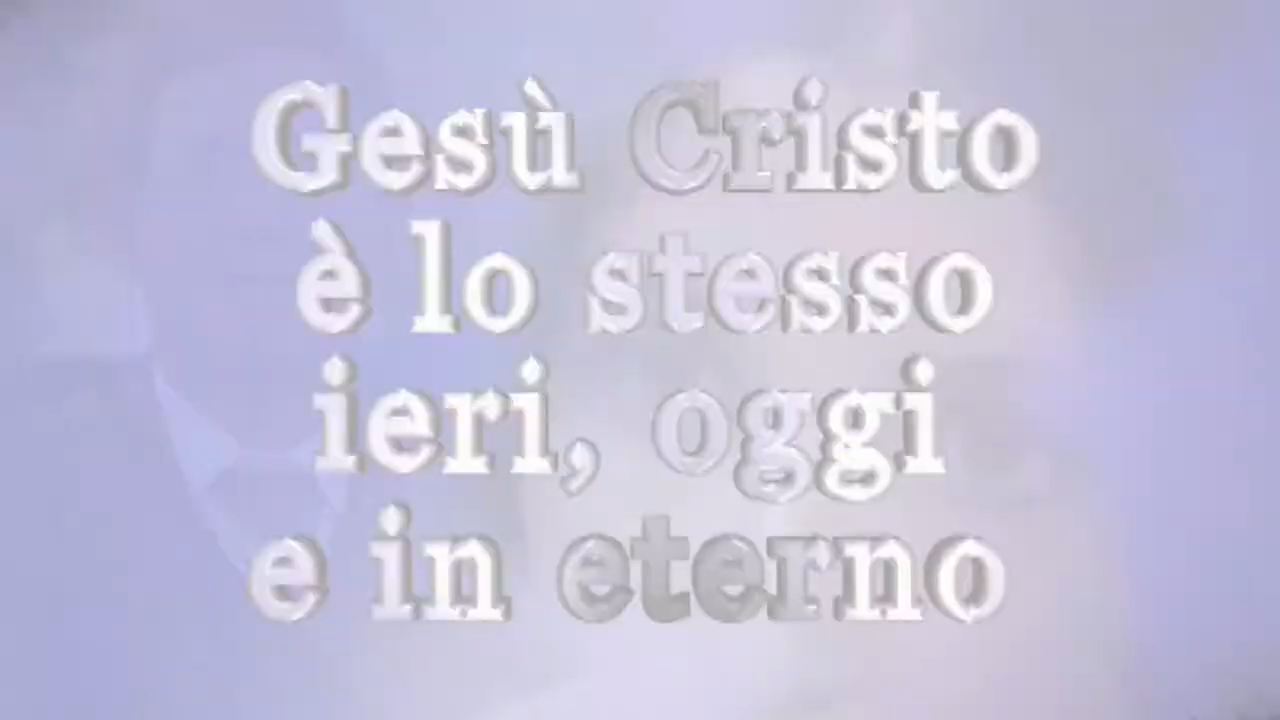 Gesù Cristo
è lo stesso
ieri, oggi
e in eterno